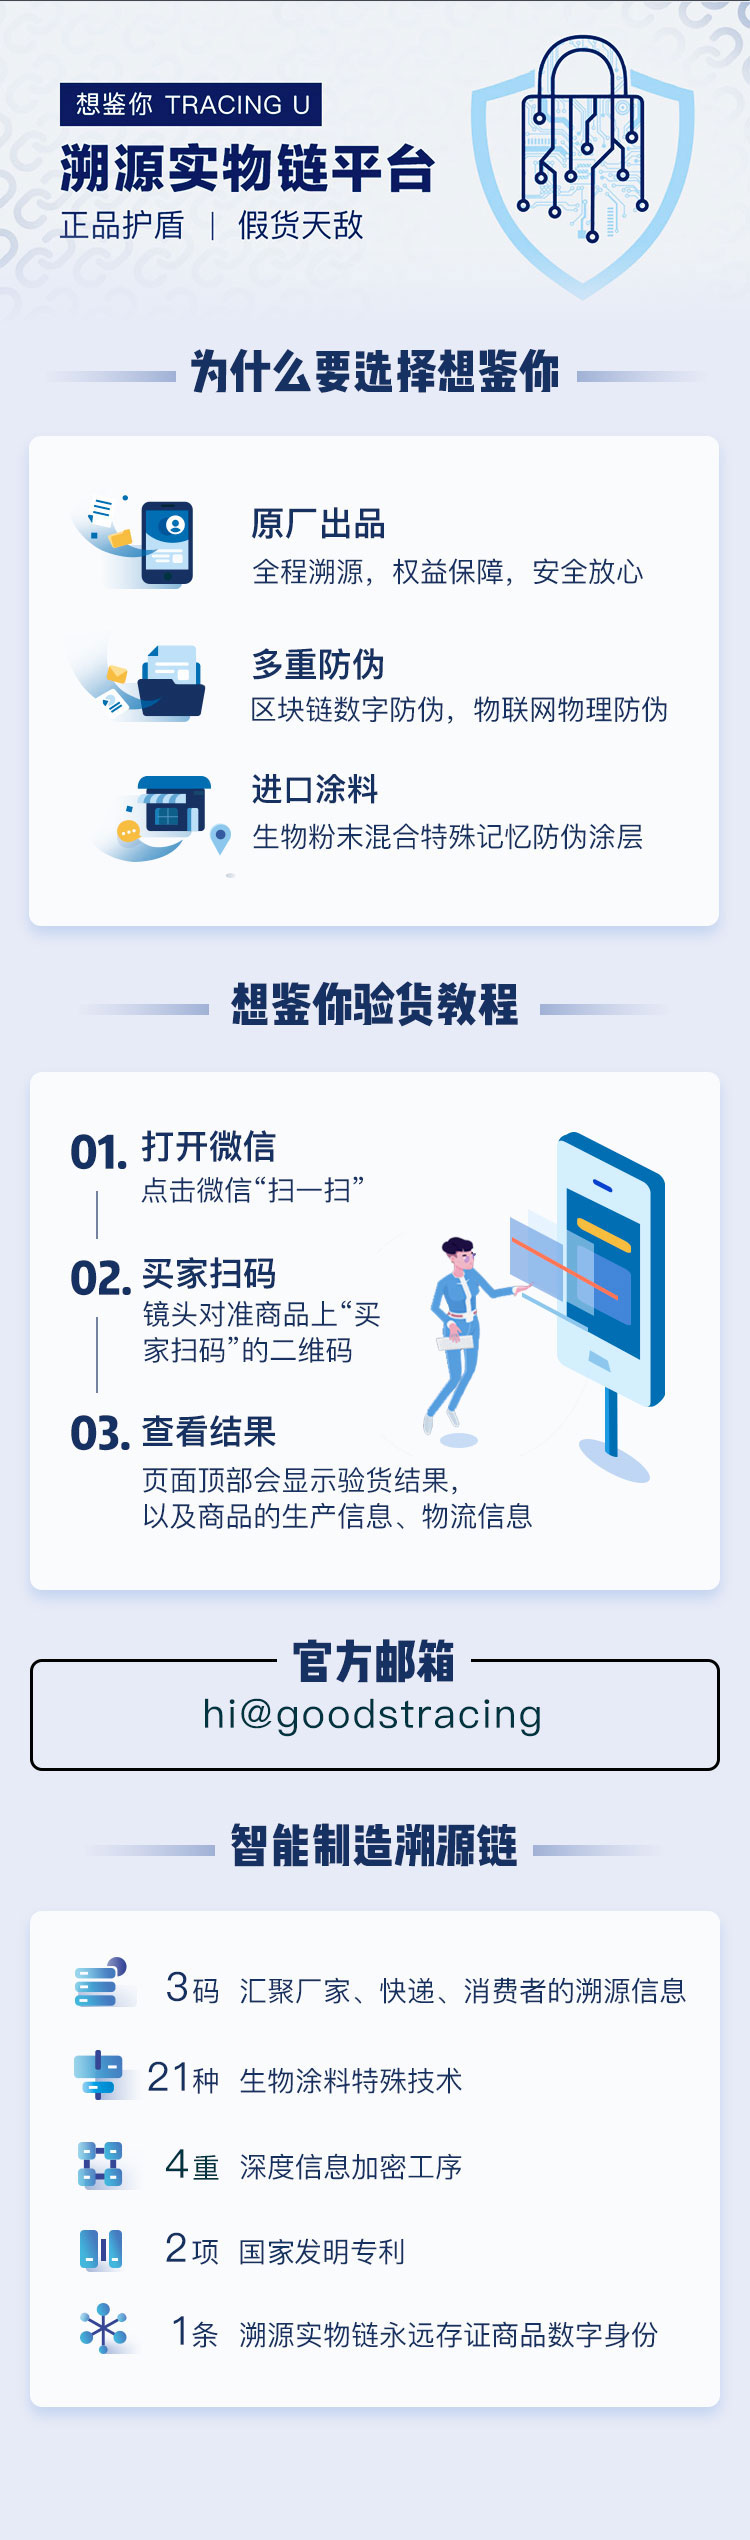 想鉴你 TRACING U
溯源实物链平台
正品护盾 | 假货天敌
为什么要选择想鉴你
原厂出品
全程溯源，权益保障，安全放心
多重防伪
区块链数字防伪，物联网物理防伪
进口涂料
生物粉末混合特殊记忆防伪涂层
想鉴你验货教程
01. 打开微信
点击微信“扫一扫”
02. 买家扫码
镜头对准商品上“买
家扫码”的二维码
03. 查看结果
页面顶部会显示验货结果，
以及商品的生产信息、物流信息
官方邮箱
hi@goodstracing
智能制造溯源链
3码 汇聚厂家、快递、消费者的溯源信息
21种 生物涂料特殊技术
4重 深度信息加密工序
2项 国家发明专利
1条 溯源实物链永远存证商品数字身份